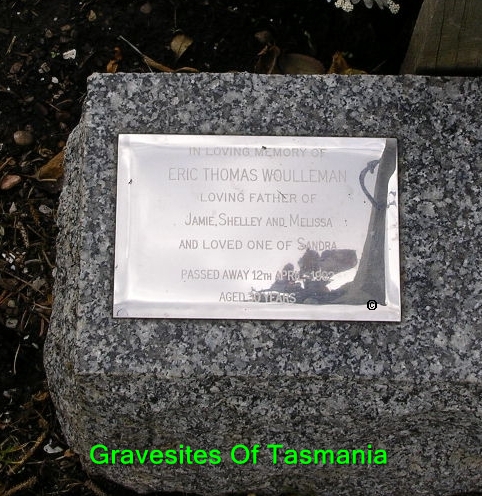 IN LOVING MEMORY OF
ERIC THOMAS WOULLEMAN
LOVING FATHER OF
JAMIE, SHELLEY AND MELISSA
AND LOVED ONE OF SANDRA
PASSED AWAY 12TH APRIL
AGED YEARS
©
Gravesites Of Tasmania